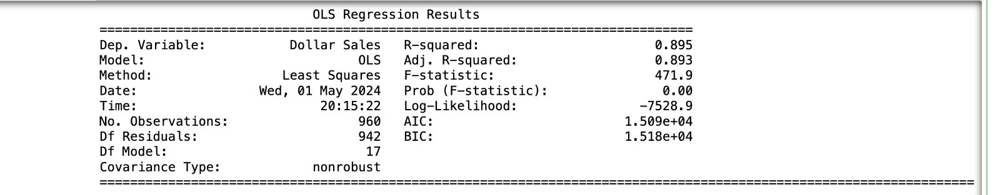 OLS Regression Results
==============================================================================
Dep. Variable: Dollar Sales R-squared: 0.895
Model: OLS Adj. R-squared: 0.893
Method: Least Squares F-statistic: 471.9
Date: Wed, 01 May 2024 Prob (F-statistic): 0.00
Time: 20:15:22 Log-Likelihood: -7528.9
No. Observations: 960 AIC: 1.509e+04
Df Residuals: 942 BIC: 1.518e+04
Df Model: 17
Covariance Type: nonrobust
===================================================================================================================